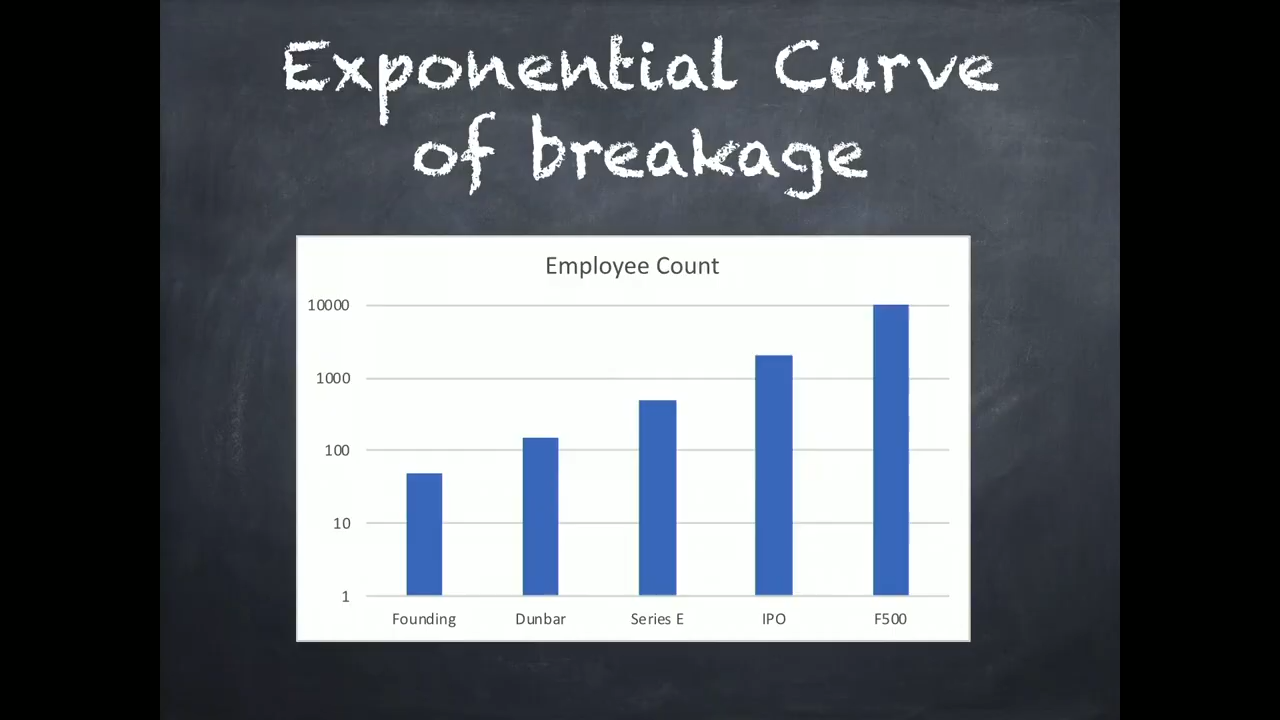 Exponential Curve
of breakage
Employee Count
10000
1000
100
10
1
Founding Dunbar Series E IPO F500